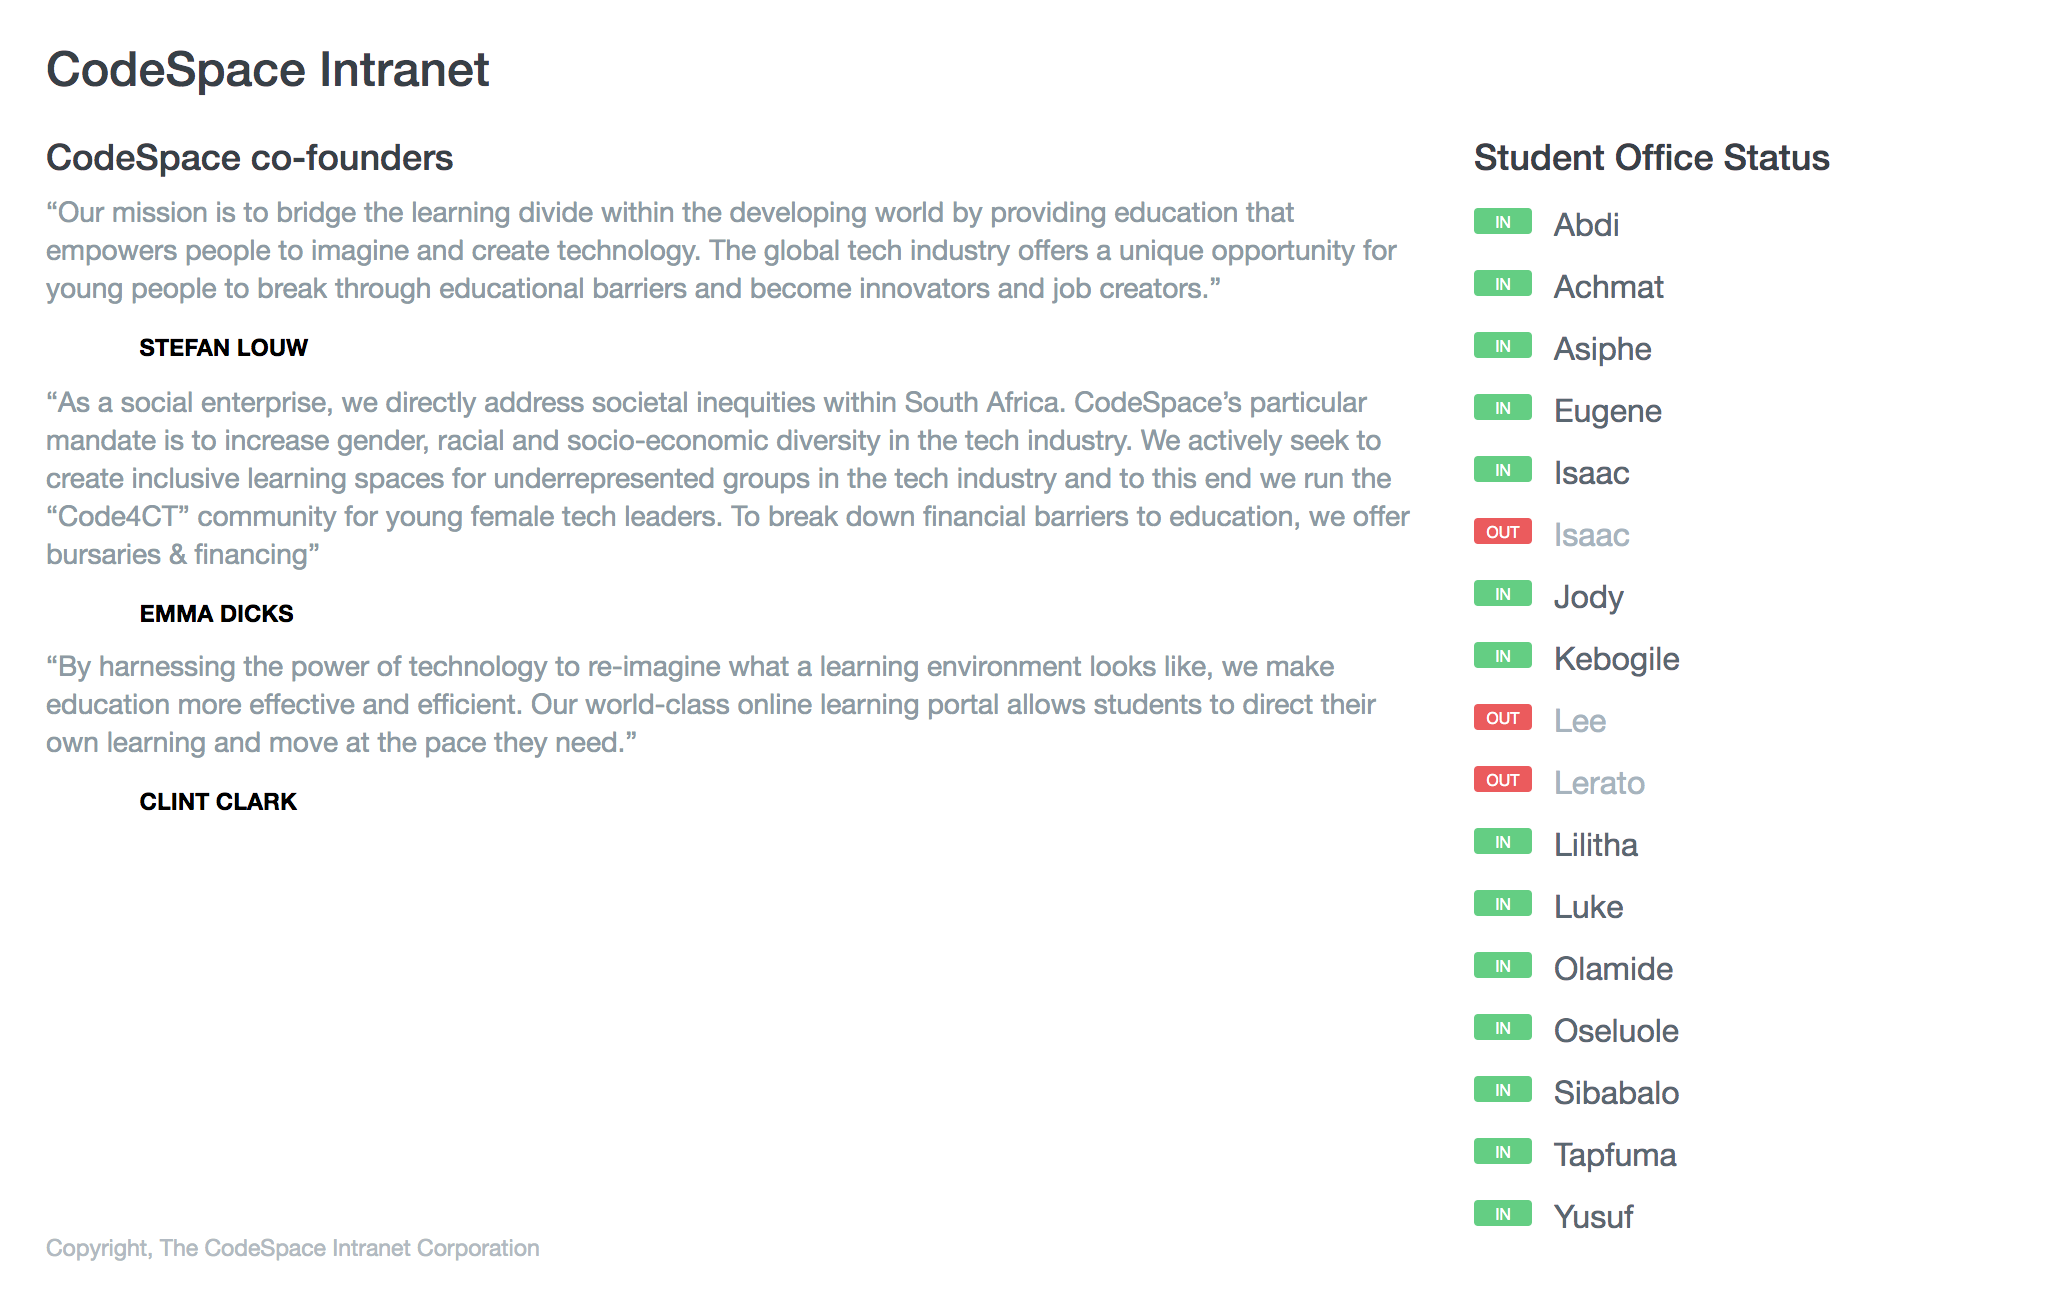 CodeSpace Intranet
CodeSpace co-founders
“Our mission is to bridge the learning divide within the developing world by providing education that
empowers people to imagine and create technology. The global tech industry offers a unique opportunity for
young people to break through educational barriers and become innovators and job creators.”
STEFAN LOUW
“As a social enterprise, we directly address societal inequities within South Africa. CodeSpace’s particular
mandate is to increase gender, racial and socio-economic diversity in the tech industry. We actively seek to
create inclusive learning spaces for underrepresented groups in the tech industry and to this end we run the
“Code4CT” community for young female tech leaders. To break down financial barriers to education, we offer
bursaries & financing”
EMMA DICKS
“By harnessing the power of technology to re-imagine what a learning environment looks like, we make
education more effective and efficient. Our world-class online learning portal allows students to direct their
own learning and move at the pace they need.”
CLINT CLARK
Student Office Status
IN Abdi
IN Achmat
IN Asiphe
IN Eugene
IN Isaac
OUT Isaac
IN Jody
IN Kebogile
OUT Lee
OUT Lerato
IN Lilitha
IN Luke
IN Olamide
IN Oseluole
IN Sibabalo
IN Tapfuma
IN Yusuf
Copyright, The CodeSpace Intranet Corporation